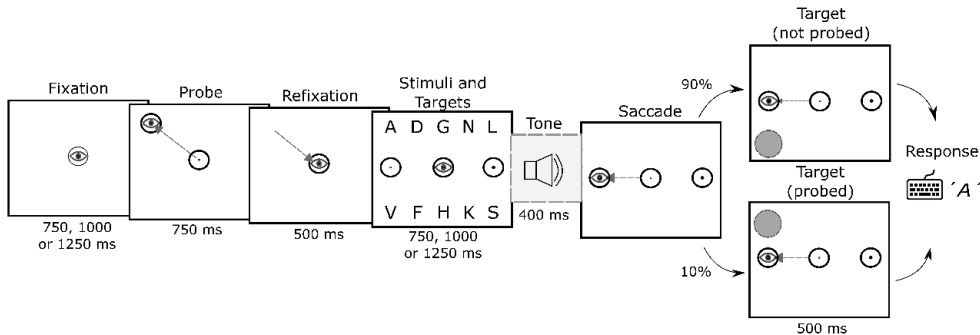 Fixation
750, 1000
or 1250 ms
Probe
750 ms
Refixation
500 ms
Stimuli and
Targets
A D G N L
V F H K S
750, 1000
or 1250 ms
Tone
400 ms
Saccade
90%
10%
Target
(not probed)
Target
(probed)
500 ms
Response
´A´